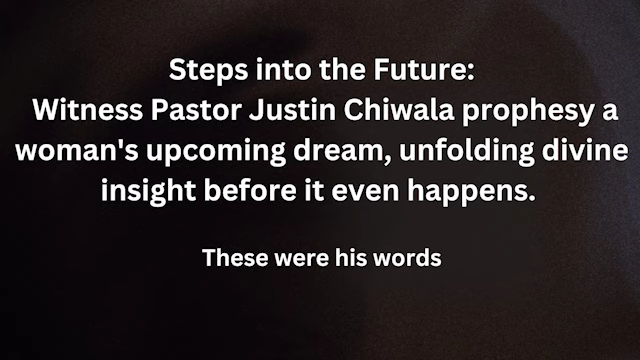 Steps into the Future:
Witness Pastor Justin Chiwala prophesy a
woman's upcoming dream, unfolding divine
insight before it even happens.
These were his words